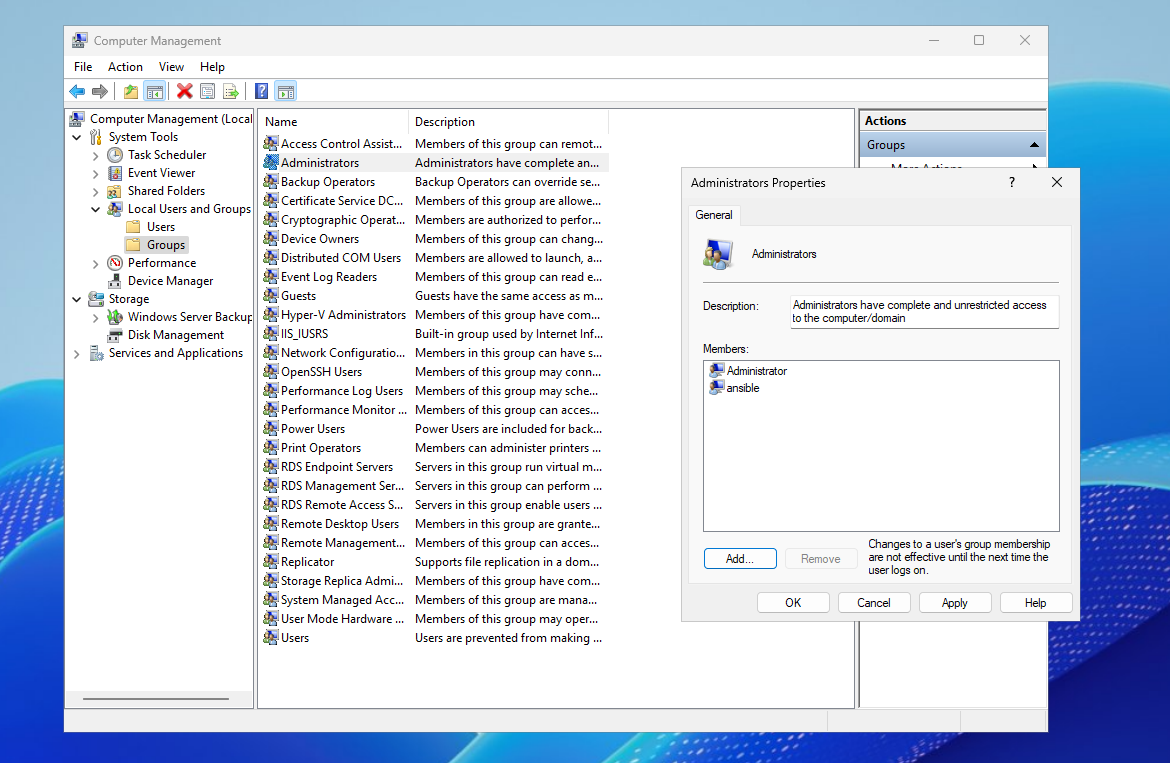 Computer Management
File Action View Help
Computer Management (Local
System Tools
Task Scheduler
Event Viewer
Shared Folders
Local Users and Groups
Users
Groups
Performance
Device Manager
Storage
Windows Server Backup
Disk Management
Services and Applications
Name Description
Access Control Assist... Members of this group can remot...
Administrators Administrators have complete an...
Backup Operators Backup Operators can override se...
Certificate Service DC... Members of this group are allowe...
Cryptographic Operat... Members are authorized to perfor...
Device Owners Members of this group can chang...
Distributed COM Users Members are allowed to launch, a...
Event Log Readers Members of this group can read e...
Guests Guests have the same access as m...
Hyper-V Administrators Members of this group have com...
IIS_IUSRS Built-in group used by Internet Inf...
Network Configuratio... Members in this group can have s...
OpenSSH Users Members of this group may conn...
Performance Log Users Members of this group may sche...
Performance Monitor ... Members of this group can acces...
Power Users Power Users are included for back...
Print Operators Members can administer printers ...
RDS Endpoint Servers Servers in this group run virtual m...
RDS Management Ser... Servers in this group can perform ...
RDS Remote Access S... Servers in this group enable users ...
Remote Desktop Users Members in this group are grante...
Remote Management... Members of this group can acces...
Replicator Supports file replication in a dom...
Storage Replica Admi... Members of this group have com...
System Managed Acc... Members of this group are mana...
User Mode Hardware ... Members of this group may oper...
Users Users are prevented from making ...
Actions
Groups
More Actions
Administrators Properties ?
General
Administrators
Description: Administrators have complete and unrestricted access
to the computer/domain
Members:
Administrator
ansible
Add... Remove
Changes to a user's group membership
are not effective until the next time the
user logs on.
OK Cancel Apply Help